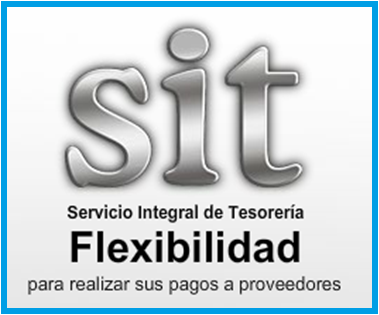 sit
Servicio Integral de Tesorería
Flexibilidad
para realizar sus pagos a proveedores